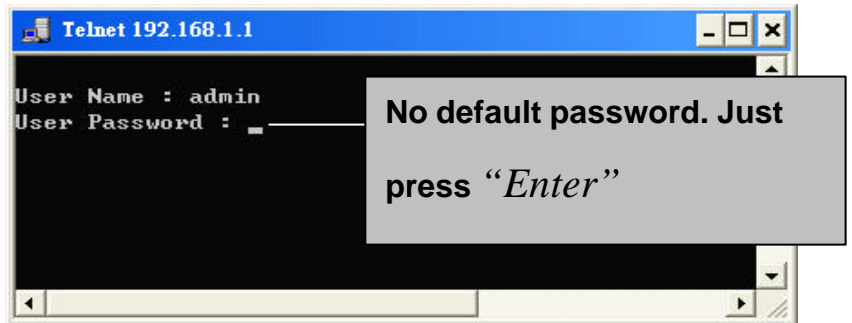 Telnet 192.168.1.1
User Name : admin
User Password : _
No default password. Just
press “Enter”